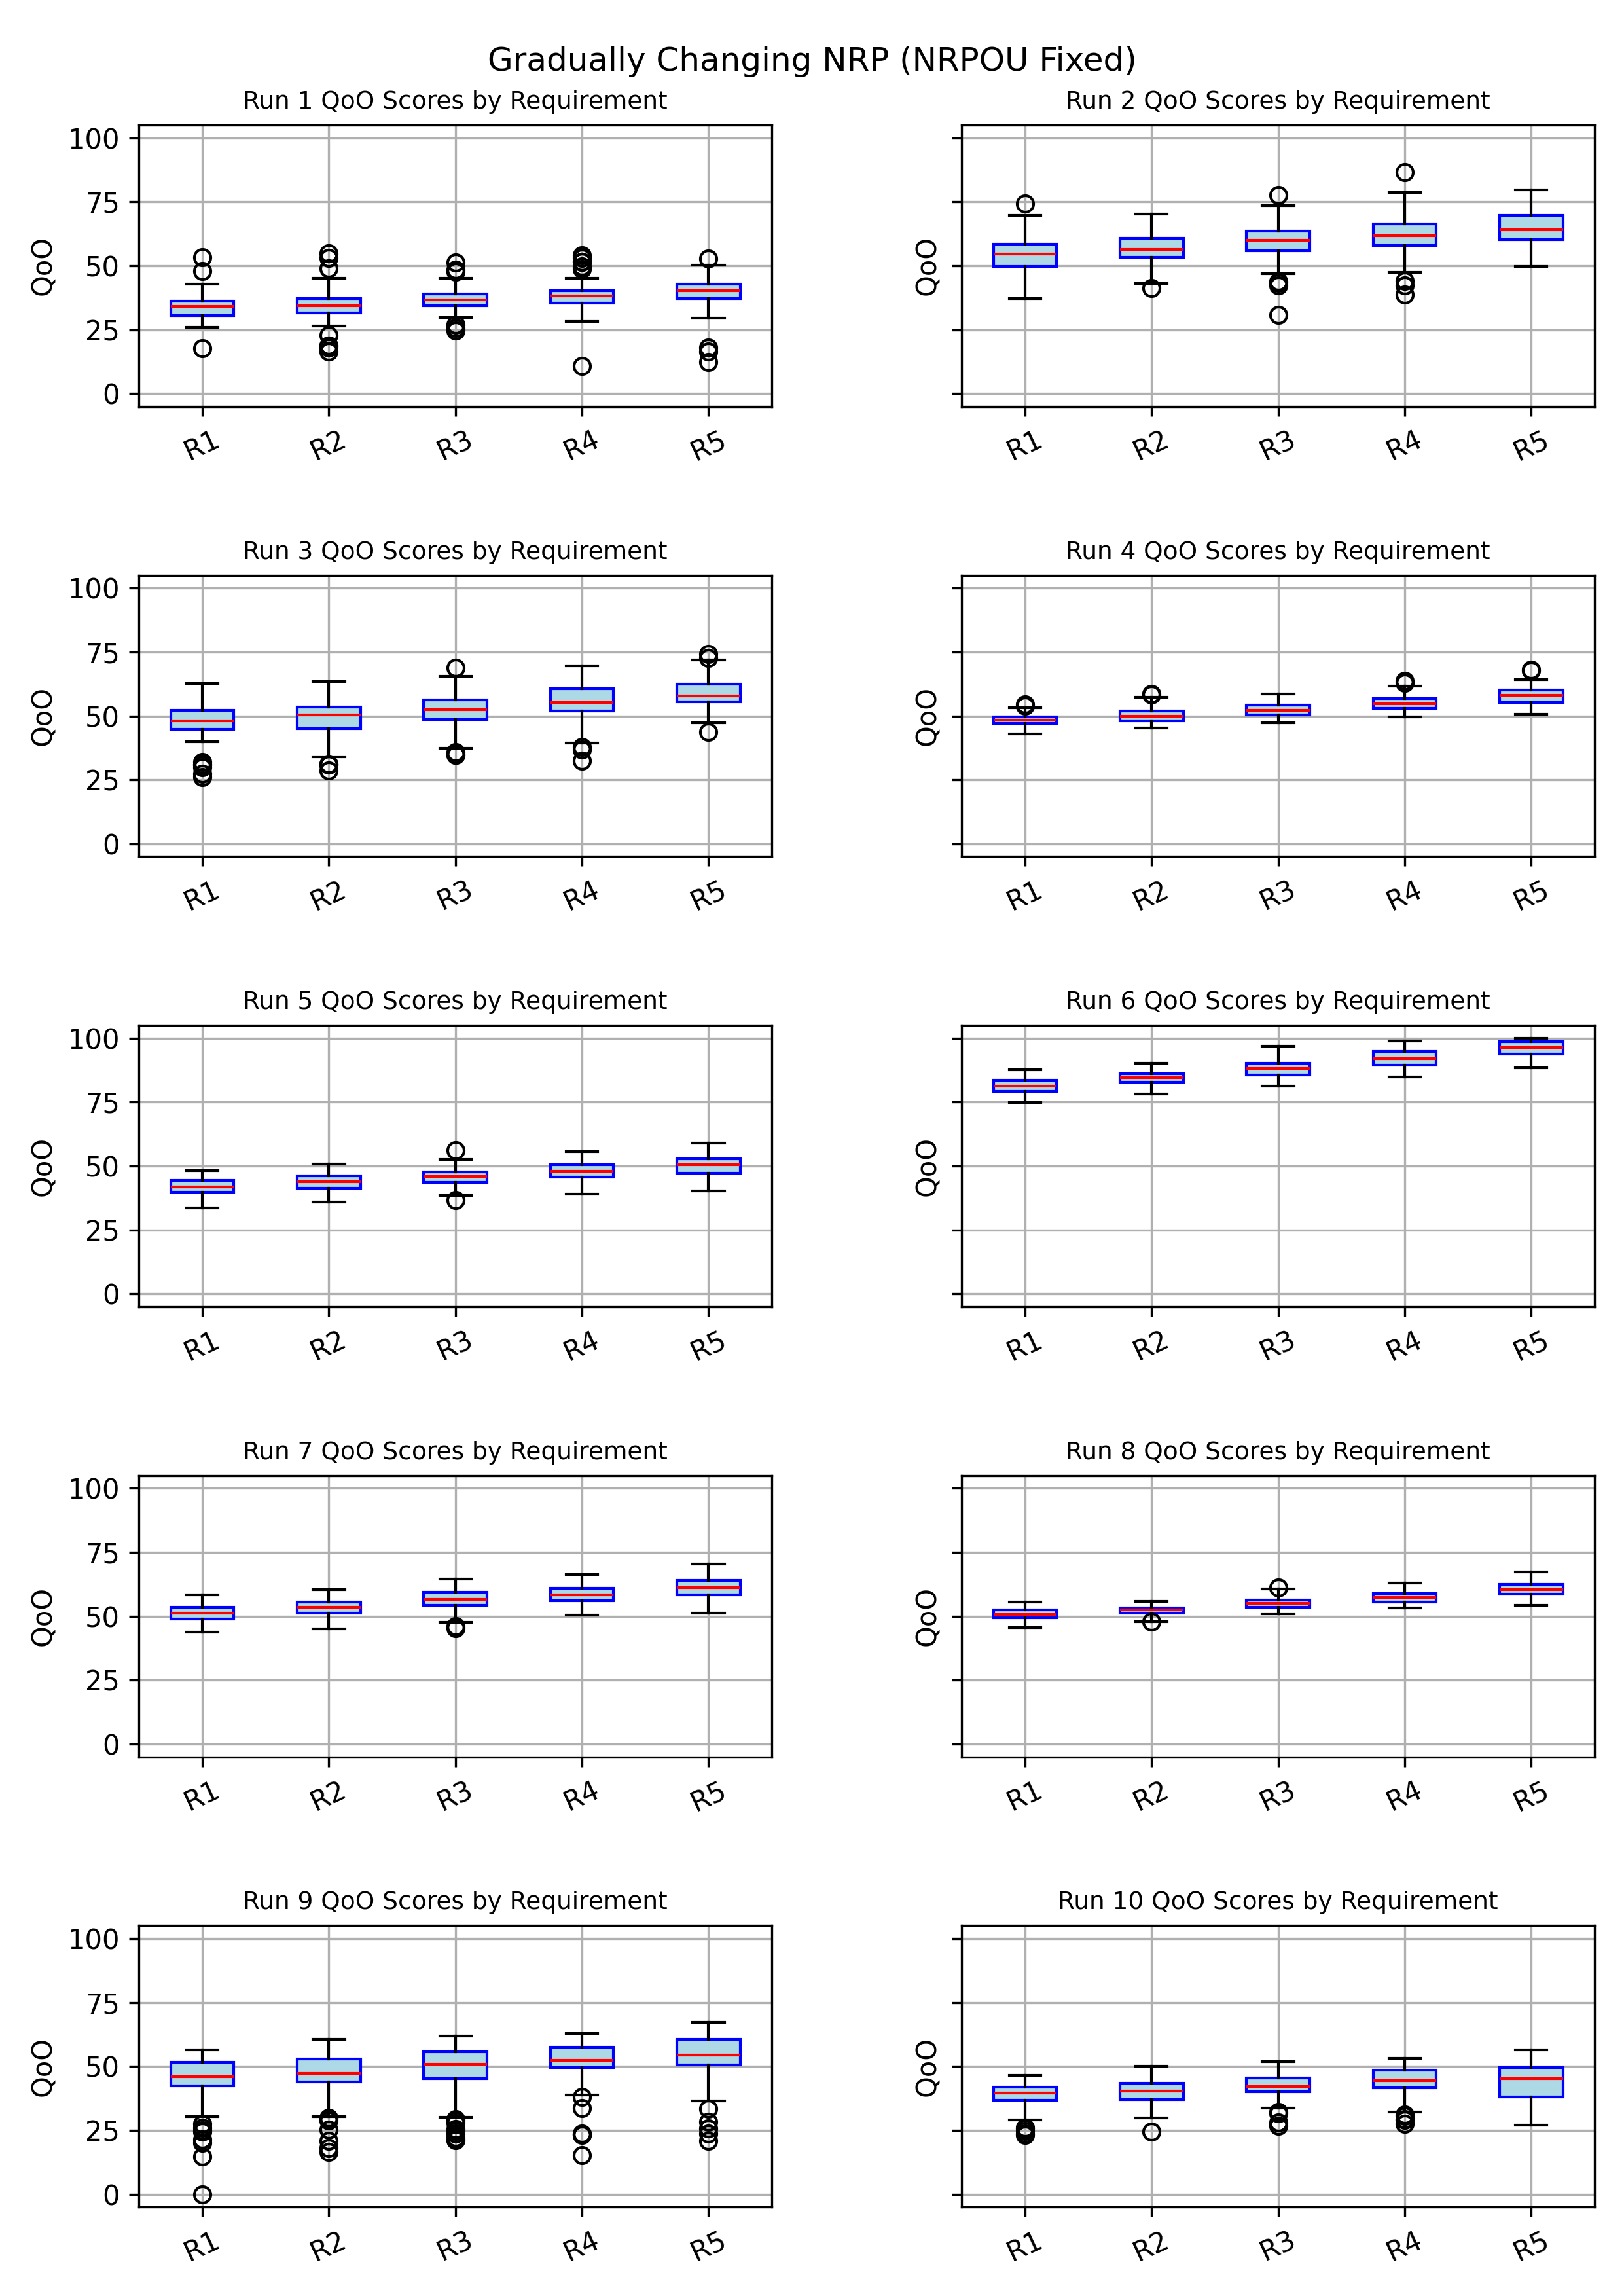 Gradually Changing NRP (NRPOU Fixed)
Run 1 QoO Scores by Requirement
100
75
50
25
0
QoO
R1 R2 R3 R4 R5
Run 2 QoO Scores by Requirement
QoO
R1 R2 R3 R4 R5
Run 3 QoO Scores by Requirement
100
75
50
25
0
QoO
R1 R2 R3 R4 R5
Run 4 QoO Scores by Requirement
QoO
R1 R2 R3 R4 R5
Run 5 QoO Scores by Requirement
100
75
50
25
0
QoO
R1 R2 R3 R4 R5
Run 6 QoO Scores by Requirement
QoO
R1 R2 R3 R4 R5
Run 7 QoO Scores by Requirement
100
75
50
25
0
QoO
R1 R2 R3 R4 R5
Run 8 QoO Scores by Requirement
QoO
R1 R2 R3 R4 R5
Run 9 QoO Scores by Requirement
100
75
50
25
0
QoO
R1 R2 R3 R4 R5
Run 10 QoO Scores by Requirement
QoO
R1 R2 R3 R4 R5